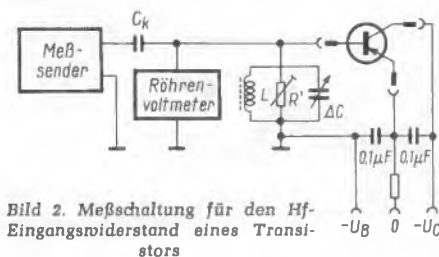 C_k
Meß-
sender
Röhren-
voltmeter
L
R'
ΔC
0,1µF
0,1µF
-U_B
0
-U_C
Bild 2. Meßschaltung für den Hf-
Eingangswiderstand eines Transi-
stors